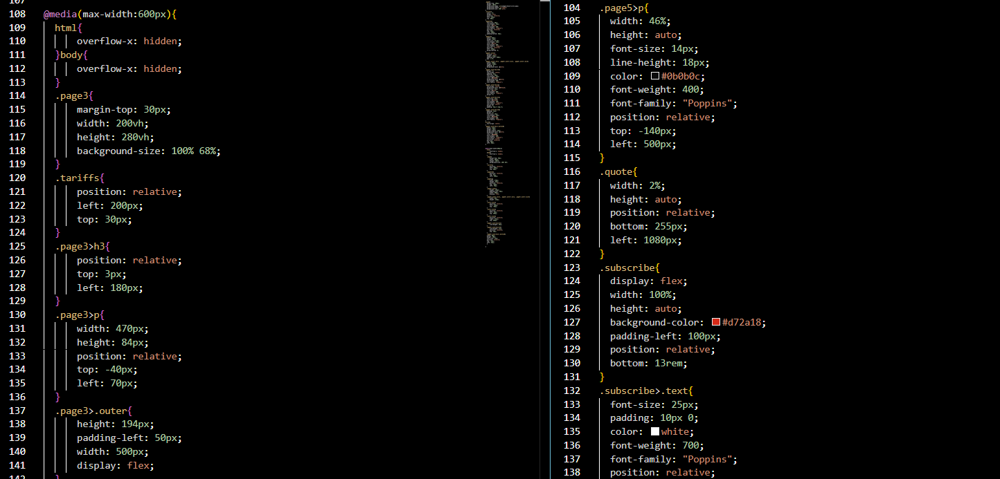 107
108 @media(max-width:600px){
109 html{
110 overflow-x: hidden;
111 }body{
112 overflow-x: hidden;
113 }
114 .page3{
115 margin-top: 30px;
116 width: 200vh;
117 height: 280vh;
118 background-size: 100% 68%;
119 }
120 .tariffs{
121 position: relative;
122 left: 200px;
123 top: 30px;
124 }
125 .page3>h3{
126 position: relative;
127 top: 3px;
128 left: 180px;
129 }
130 .page3>p{
131 width: 470px;
132 height: 84px;
133 position: relative;
134 top: -40px;
135 left: 70px;
136 }
137 .page3>.outer{
138 height: 194px;
139 padding-left: 50px;
140 width: 500px;
141 display: flex;
142 }
104 .page5>p{
105 width: 46%;
106 height: auto;
107 font-size: 14px;
108 line-height: 18px;
109 color: #0b0b0c;
110 font-weight: 400;
111 font-family: "Poppins";
112 position: relative;
113 top: -140px;
114 left: 500px;
115 }
116 .quote{
117 width: 2%;
118 height: auto;
119 position: relative;
120 bottom: 255px;
121 left: 1080px;
122 }
123 .subscribe{
124 display: flex;
125 width: 100%;
126 height: auto;
127 background-color: #d72a18;
128 padding-left: 100px;
129 position: relative;
130 bottom: 13rem;
131 }
132 .subscribe>.text{
133 font-size: 25px;
134 padding: 10px 0;
135 color: white;
136 font-weight: 700;
137 font-family: "Poppins";
138 position: relative;